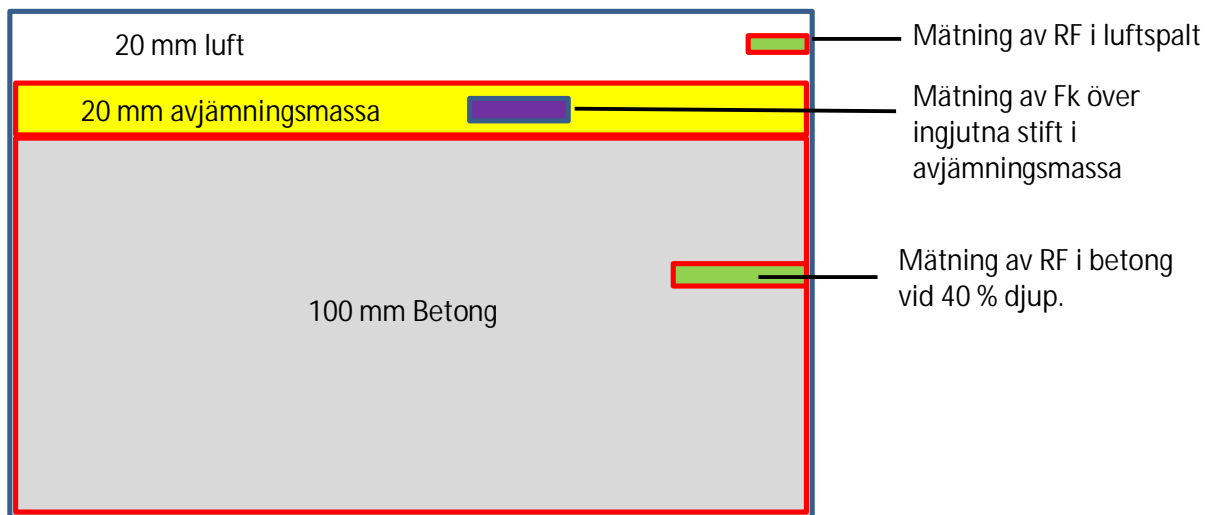 20 mm luft
Mätning av RF i luftspalt
20 mm avjämningsmassa
Mätning av Fk över
ingjutna stift i
avjämningsmassa
Mätning av RF i betong
vid 40 % djup.
100 mm Betong